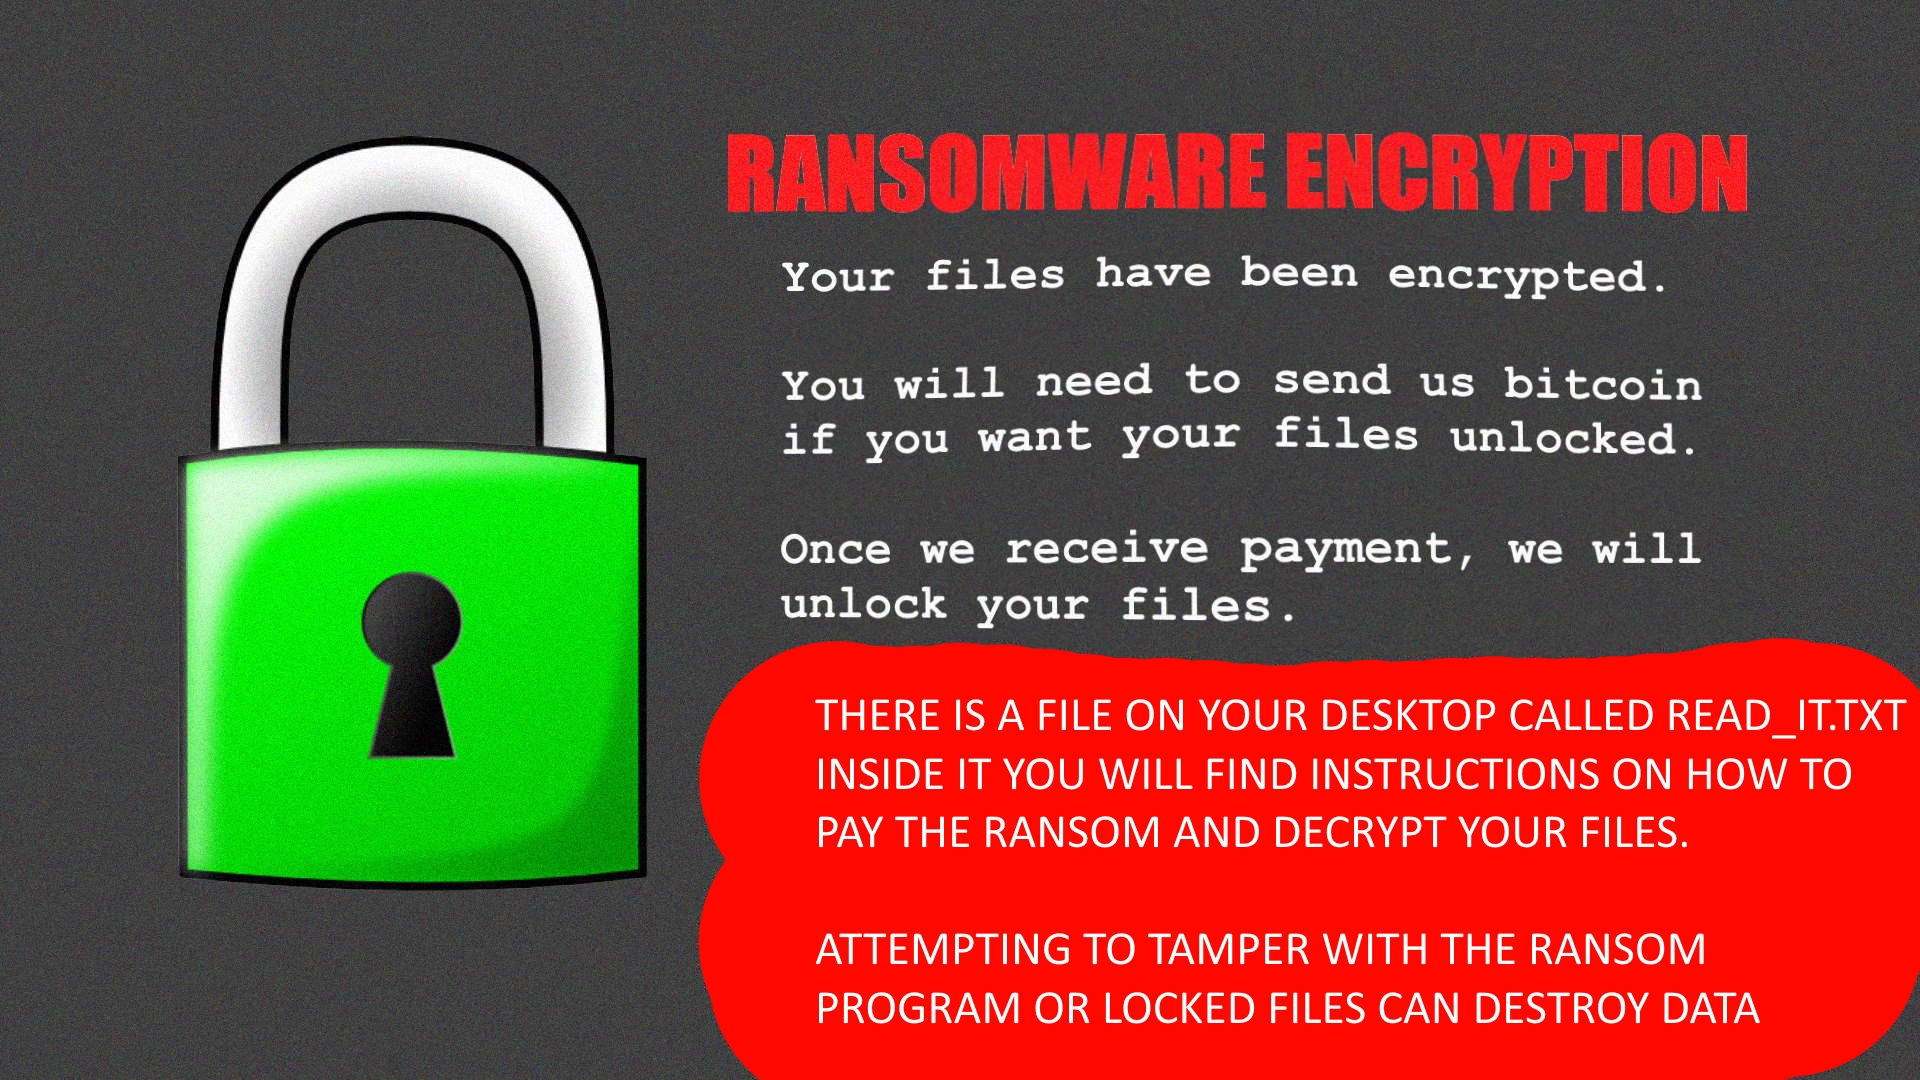 RANSOMWARE ENCRYPTION
Your files have been encrypted.
You will need to send us bitcoin
if you want your files unlocked.
Once we receive payment, we will
unlock your files.
THERE IS A FILE ON YOUR DESKTOP CALLED READ_IT.TXT
INSIDE IT YOU WILL FIND INSTRUCTIONS ON HOW TO
PAY THE RANSOM AND DECRYPT YOUR FILES.
ATTEMPTING TO TAMPER WITH THE RANSOM
PROGRAM OR LOCKED FILES CAN DESTROY DATA